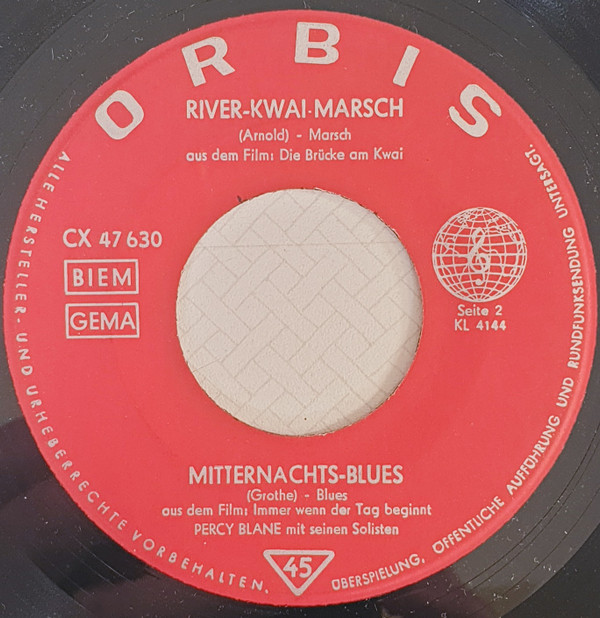 ORBIS
RIVER-KWAI-MARSCH
(Arnold) - Marsch
aus dem Film: Die Brücke am Kwai
CX 47 630
BIEM
GEMA
Seite 2
KL 4144
MITTERNACHTS-BLUES
(Grothe) - Blues
aus dem Film: Immer wenn der Tag beginnt
PERCY BLANE mit seinen Solisten
45
ALLE HERSTELLER- UND URHEBERRECHTE VORBEHALTEN.
ÜBERSPIELUNG, ÖFFENTLICHE AUFFÜHRUNG UND RUNDFUNKSENDUNG UNTERSAGT.